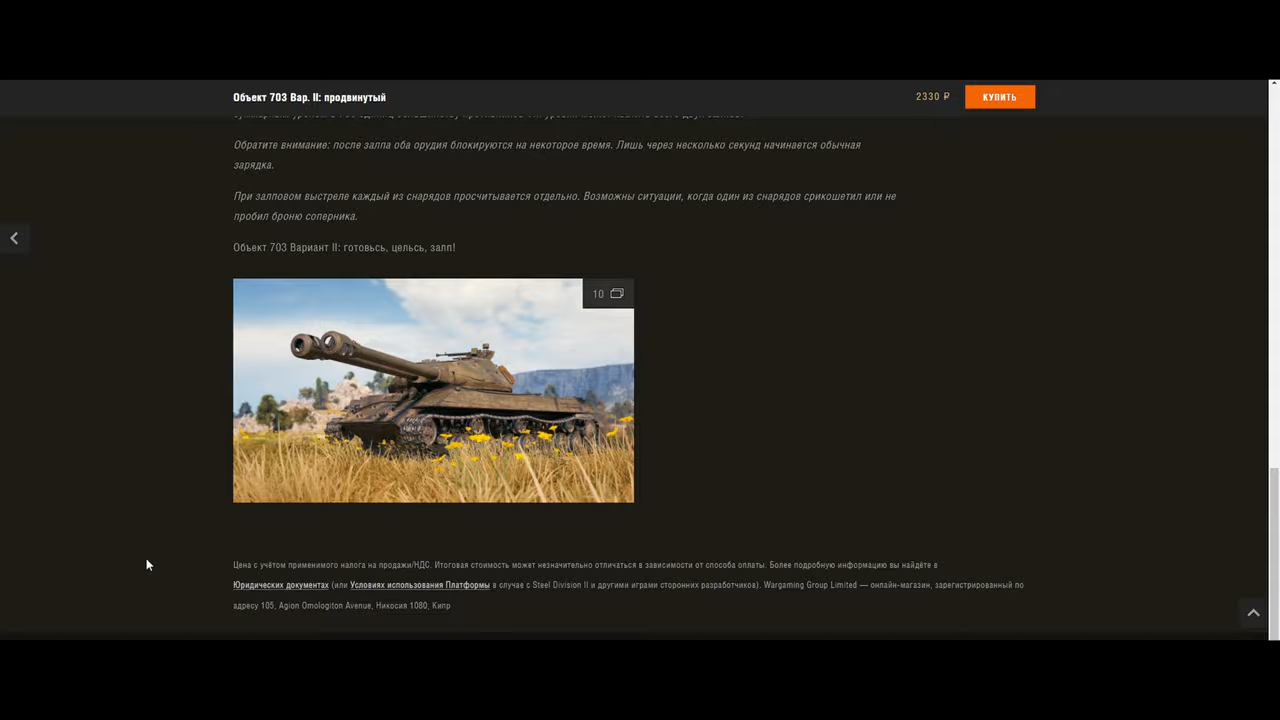 Объект 703 Вар. II: продвинутый
2330 ₽
КУПИТЬ
Обратите внимание: после залпа оба орудия блокируются на некоторое время. Лишь через несколько секунд начинается обычная
зарядка.
При залповом выстреле каждый из снарядов просчитывается отдельно. Возможны ситуации, когда один из снарядов срикошетил или не
пробил броню соперника.
Объект 703 Вариант II: готовьсь, цельсь, залп!
10
Цена с учётом применимого налога на продажи/НДС. Итоговая стоимость может незначительно отличаться в зависимости от способа оплаты. Более подробную информацию вы найдёте в
Юридических документах (или Условиях использования Платформы в случае с Steel Division II и другими играми сторонних разработчиков). Wargaming Group Limited — онлайн-магазин, зарегистрированный по
адресу 105, Agion Omologiton Avenue, Никосия 1080, Кипр